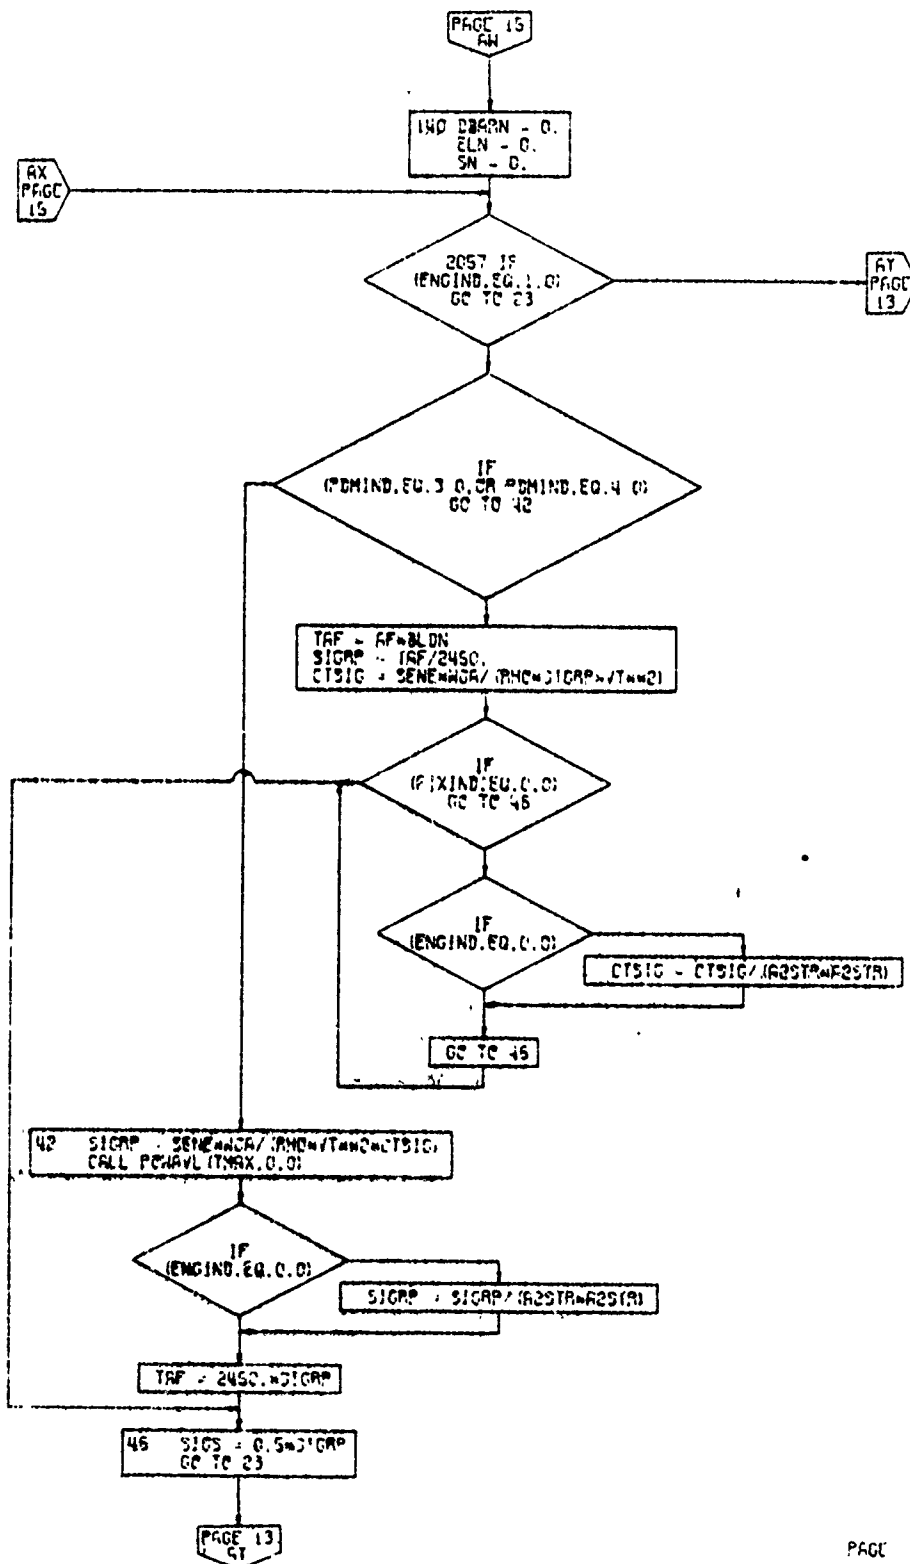 PAGE 15
AW
140 DBARN = 0.
ELN = 0.
SN = 0.
AX
PAGE
15
2057 IF
(ENGIND.EQ.1.0)
GO TO 23
AY
PAGE
13
IF
(PDMIND.EQ.3.0.OR PDMIND.EQ.4.0)
GO TO 42
TAF = AF*BLDN
SIGRP = TAF/2450.
CTSIG = SENE*WOA/(RHO*SIGRP*VT**2)
IF
(FIXIND.EQ.0.0)
GO TO 46
IF
(ENGIND.EQ.0.0)
CTSIG = CTSIG/(A2STR*A2STR)
GO TO 46
42 SIGRP = SENE*WOA/(RHO*VT**2*CTSIG)
CALL POWAVL(TMAX,0.0)
IF
(ENGIND.EQ.0.0)
SIGRP = SIGRP/(A2STR*A2STR)
TAF = 2450.*SIGRP
46 SIGS = 0.5*SIGRP
GO TO 23
PAGE 13
PAGE